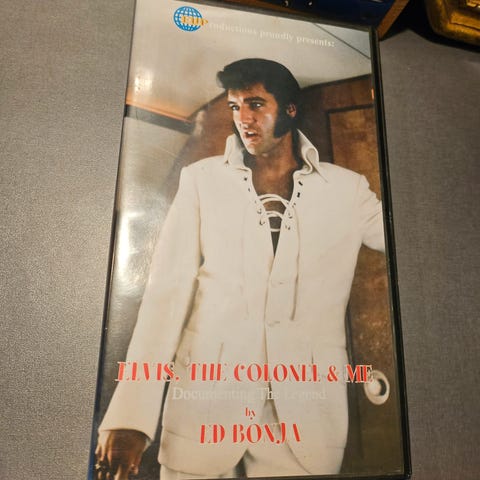 productions proudly presents:
ELVIS, THE COLONEL & ME
Documenting The Legend
by
ED BONJA